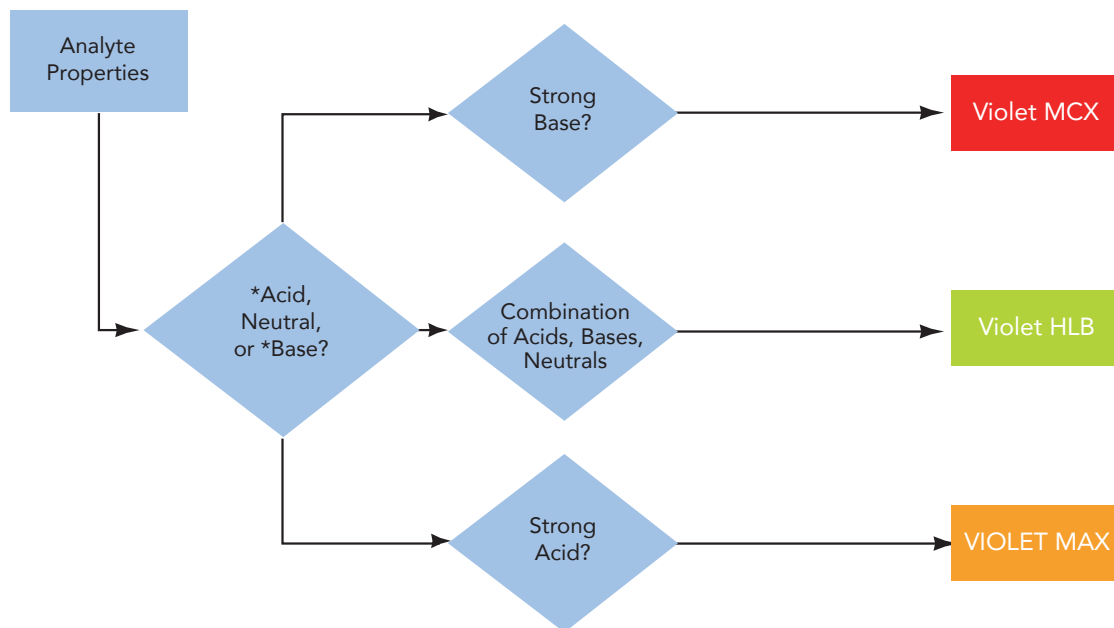 Analyte
Properties
Strong
Base?
Violet MCX
*Acid,
Neutral,
or *Base?
Combination
of Acids, Bases,
Neutrals
Violet HLB
Strong
Acid?
VIOLET MAX